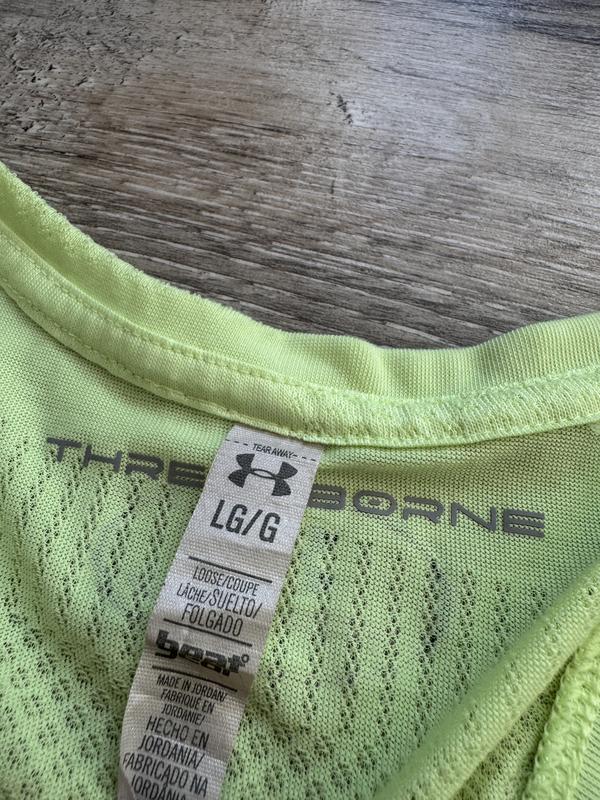 TEAR AWAY
THRE BORNE
LG/G
LOOSE/COUPE
LÂCHE/SUELTO/
FOLGADO
heat
MADE IN JORDAN/
FABRIQUÉ EN
JORDANIE/
HECHO EN
JORDANIA/
FABRICADO NA
JORDÂNIA